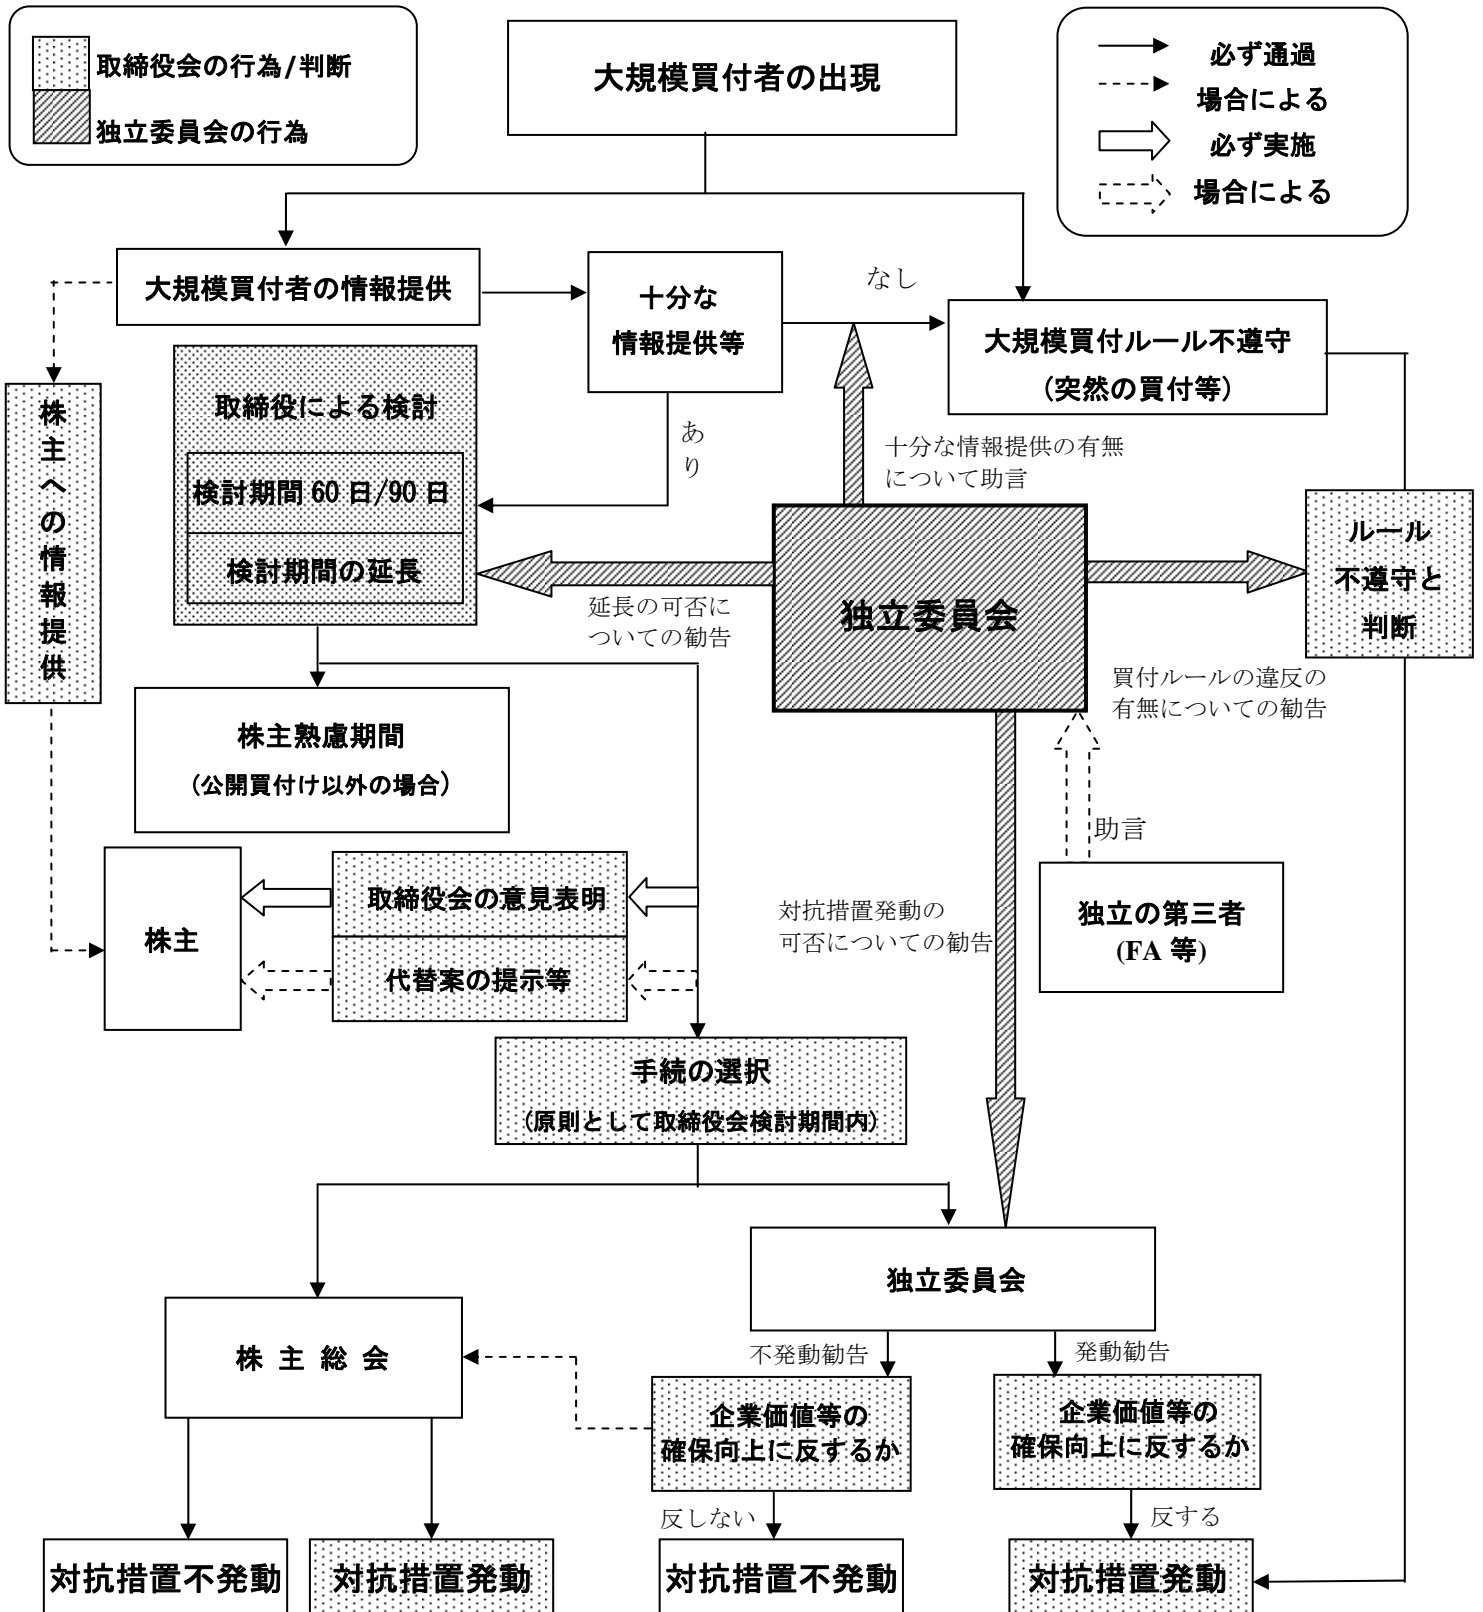 取締役会の行為/判断
独立委員会の行為
大規模買付者の出現
必ず通過
場合による
必ず実施
場合による
大規模買付者の情報提供
十分な
情報提供等
なし
大規模買付ルール不遵守
(突然の買付等)
株主への情報提供
取締役による検討
検討期間 60 日/90 日
検討期間の延長
あり
十分な情報提供の有無
について助言
独立委員会
延長の可否に
ついての勧告
ルール
不遵守と
判断
買付ルールの違反の
有無についての勧告
株主熟慮期間
(公開買付け以外の場合)
助言
独立の第三者
(FA 等)
株主
取締役会の意見表明
代替案の提示等
対抗措置発動の
可否についての勧告
手続の選択
(原則として取締役会検討期間内)
独立委員会
株 主 総 会
不発動勧告
発動勧告
企業価値等の
確保向上に反するか
企業価値等の
確保向上に反するか
反しない
反する
対抗措置不発動
対抗措置発動
対抗措置不発動
対抗措置発動